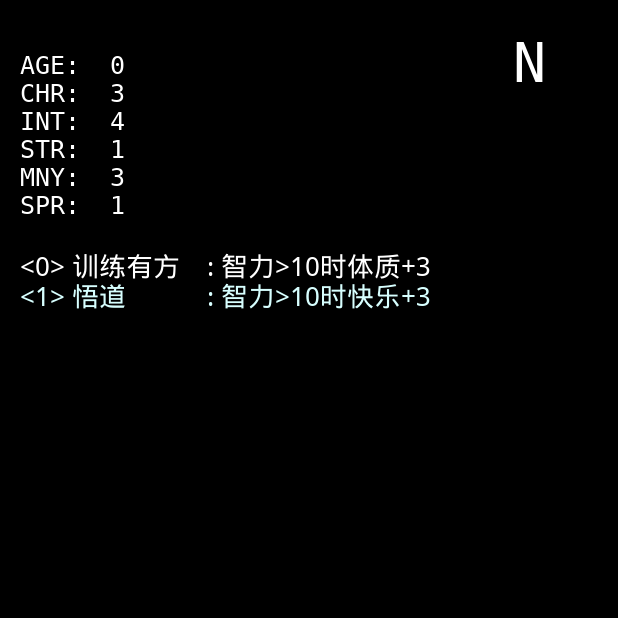 N
AGE: 0
CHR: 3
INT: 4
STR: 1
MNY: 3
SPR: 1
<0> 训练有方 : 智力>10时体质+3
<1> 悟道 : 智力>10时快乐+3